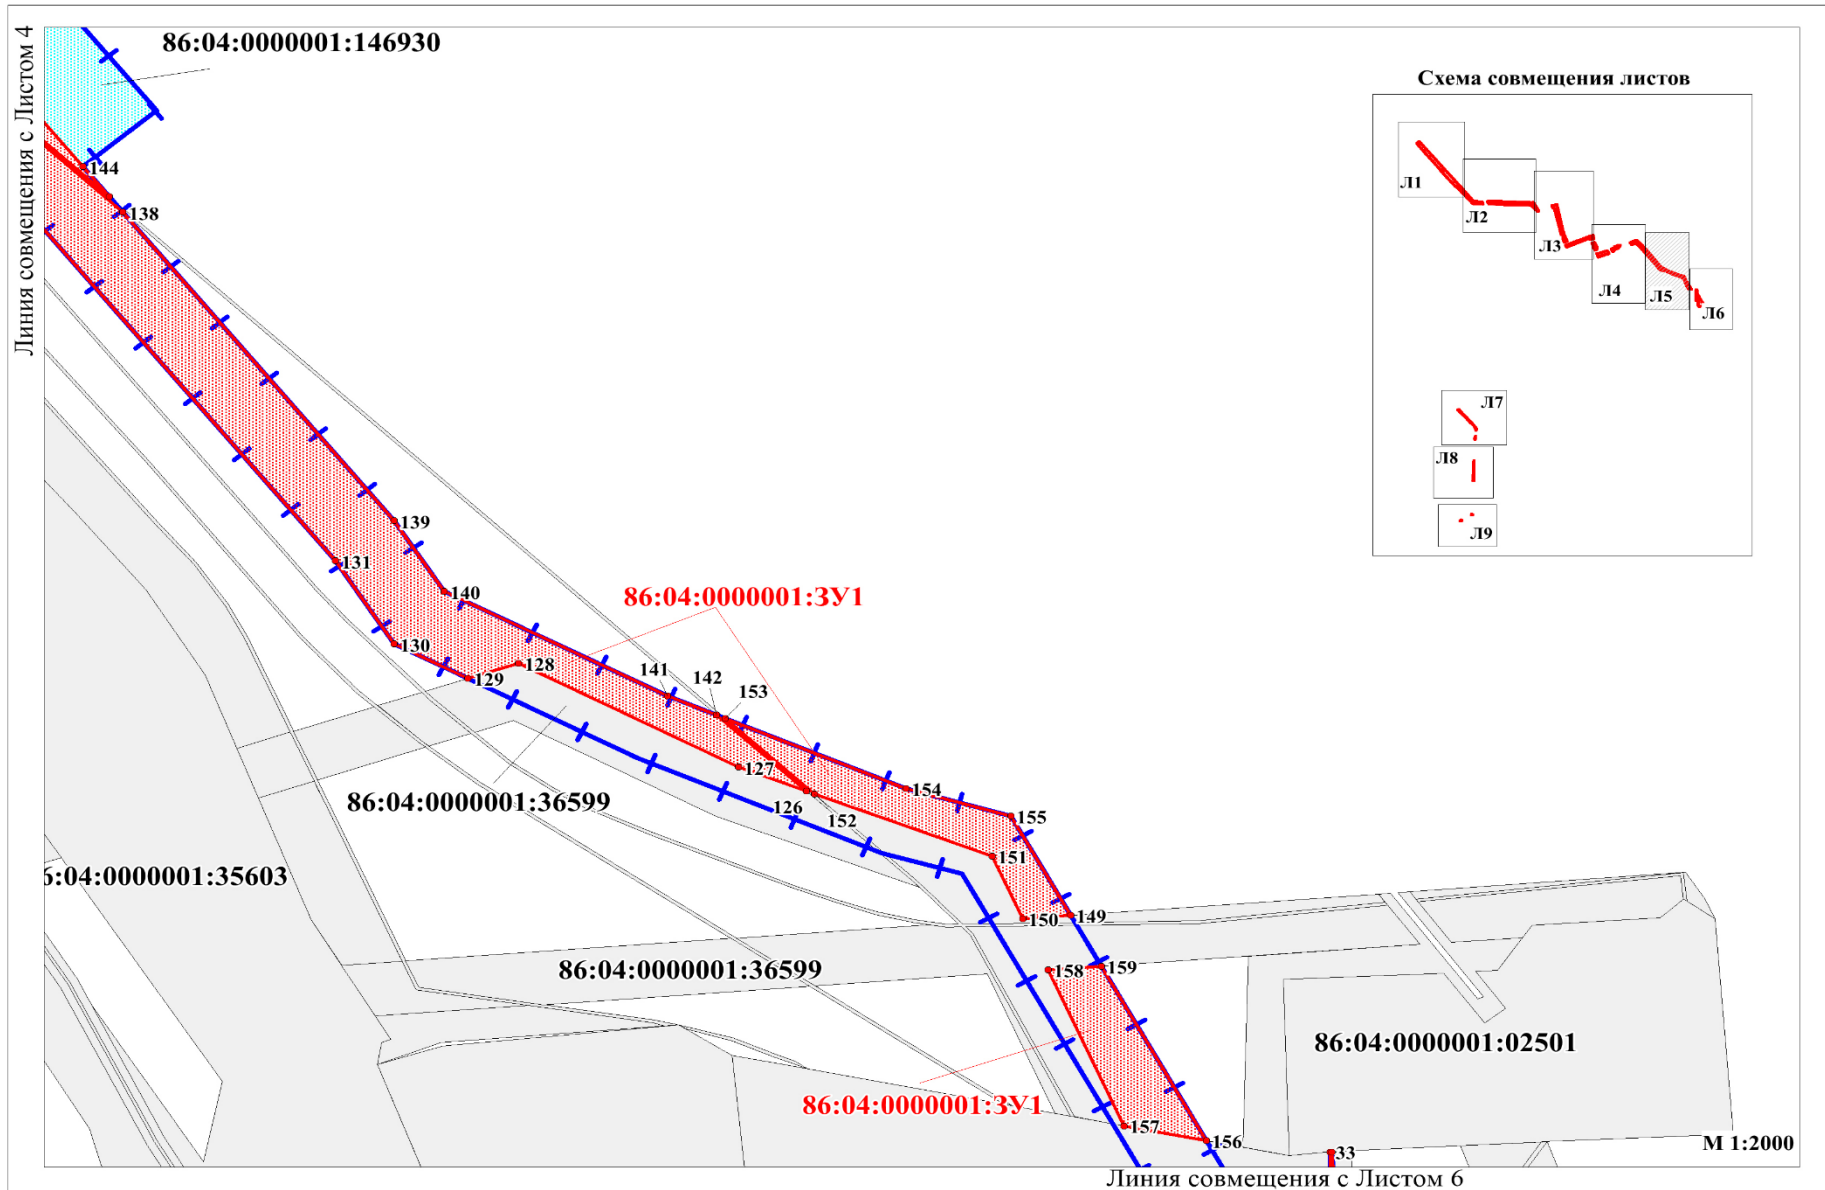 86:04:0000001:146930
Линия совмещения с Листом 4
Схема совмещения листов
Л1
Л2
Л3
Л4
Л5
Л6
Л7
Л8
Л9
144
138
139
131
140
86:04:0000001:ЗУ1
130
128
129
141
142
153
127
126
152
154
155
86:04:0000001:36599
151
5:04:0000001:35603
150
149
86:04:0000001:36599
158
159
86:04:0000001:02501
86:04:0000001:ЗУ1
157
156
33
М 1:2000
Линия совмещения с Листом 6